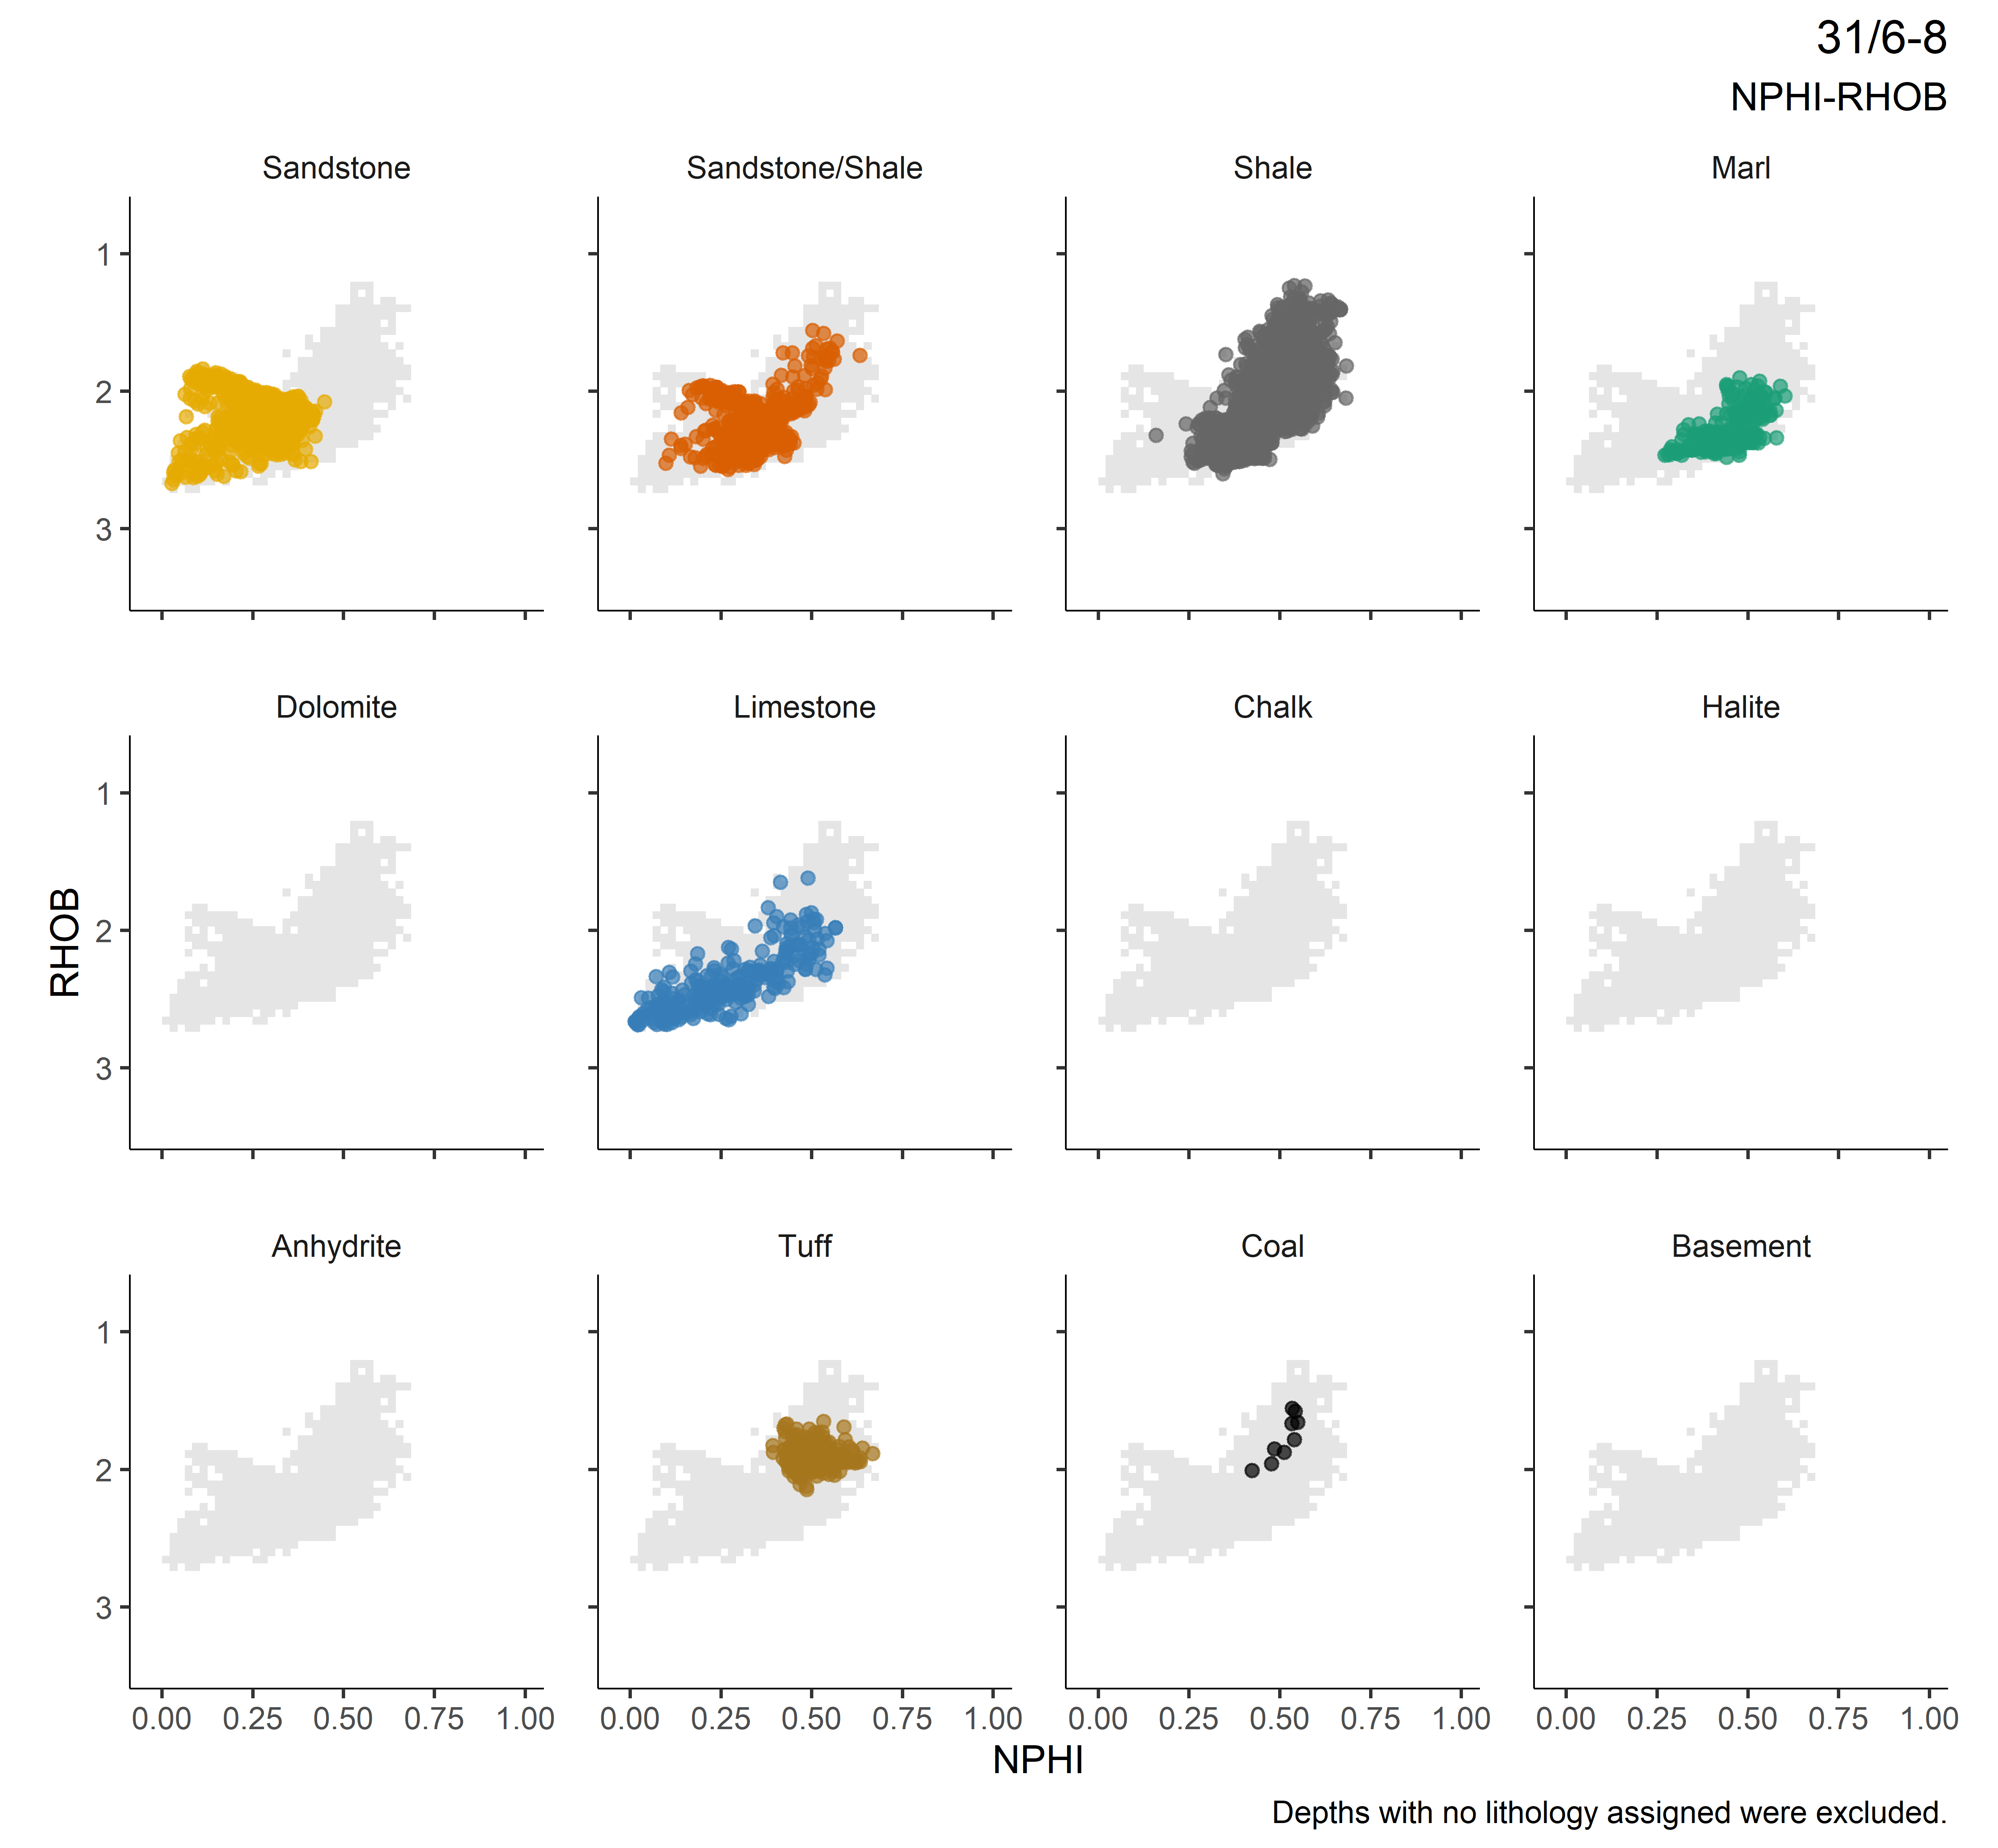 31/6-8
NPHI-RHOB
Sandstone
Sandstone/Shale
Shale
Marl
1
2
3
Dolomite
Limestone
Chalk
Halite
RHOB
1
2
3
Anhydrite
Tuff
Coal
Basement
1
2
3
0.00 0.25 0.50 0.75 1.00
0.00 0.25 0.50 0.75 1.00
0.00 0.25 0.50 0.75 1.00
0.00 0.25 0.50 0.75 1.00
NPHI
Depths with no lithology assigned were excluded.